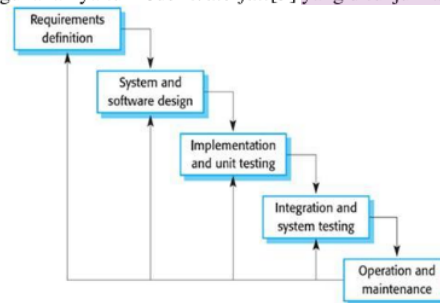 Requirements
definition
System and
software design
Implementation
and unit testing
Integration and
system testing
Operation and
maintenance